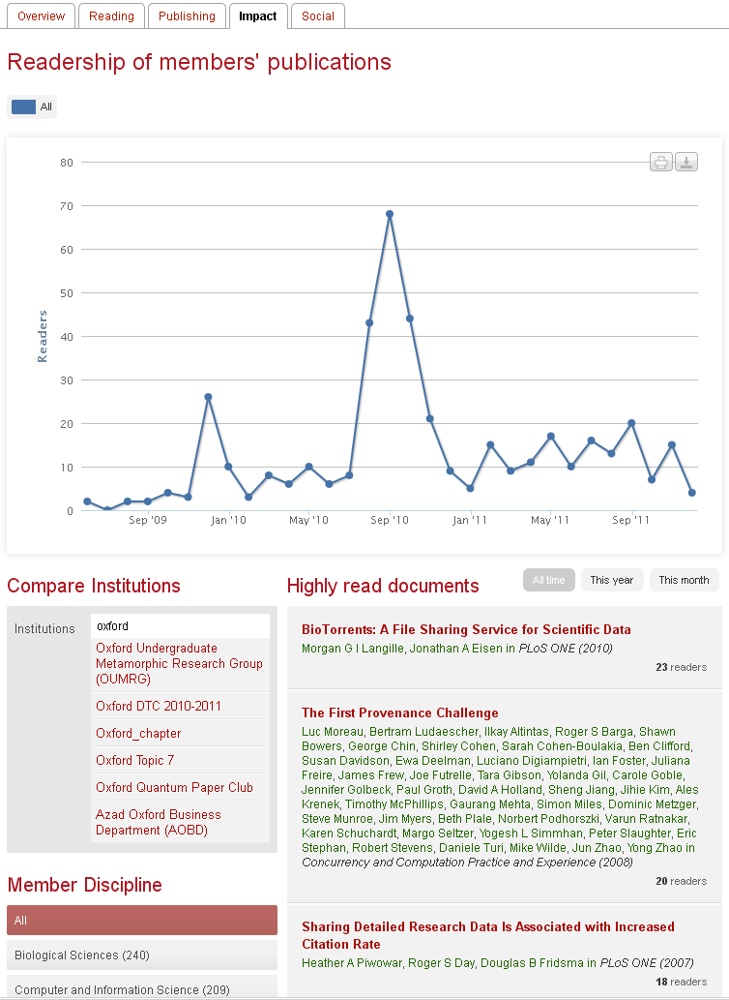 Overview
Reading
Publishing
Impact
Social
Readership of members' publications
All
80
70
60
50
40
30
20
10
0
Readers
Sep '09
Jan '10
May '10
Sep '10
Jan '11
May '11
Sep '11
Compare Institutions
Institutions
oxford
Oxford Undergraduate
Metamorphic Research Group
(OUMRG)
Oxford DTC 2010-2011
Oxford_chapter
Oxford Topic 7
Oxford Quantum Paper Club
Azad Oxford Business
Department (AOBD)
Member Discipline
All
Biological Sciences (240)
Computer and Information Science (209)
Highly read documents
All time
This year
This month
BioTorrents: A File Sharing Service for Scientific Data
Morgan G I Langille, Jonathan A Eisen in PLoS ONE (2010)
23 readers
The First Provenance Challenge
Luc Moreau, Bertram Ludaescher, Ilkay Altintas, Roger S Barga, Shawn
Bowers, George Chin, Shirley Cohen, Sarah Cohen-Boulakia, Ben Clifford,
Susan Davidson, Ewa Deelman, Luciano Digiampietri, Ian Foster, Juliana
Freire, James Frew, Joe Futrelle, Tara Gibson, Yolanda Gil, Carole Goble,
Jennifer Golbeck, Paul Groth, David A Holland, Sheng Jiang, Jihie Kim, Ales
Krenek, Timothy McPhillips, Gaurang Mehta, Simon Miles, Dominic Metzger,
Steve Munroe, Jim Myers, Beth Plale, Norbert Podhorszki, Varun Ratnakar,
Karen Schuchardt, Margo Seltzer, Yogesh L Simmhan, Peter Slaughter, Eric
Stephan, Robert Stevens, Daniele Turi, Mike Wilde, Jun Zhao, Yong Zhao in
Concurrency and Computation Practice and Experience (2008)
20 readers
Sharing Detailed Research Data Is Associated with Increased
Citation Rate
Heather A Piwowar, Roger S Day, Douglas B Fridsma in PLoS ONE (2007)
18 readers